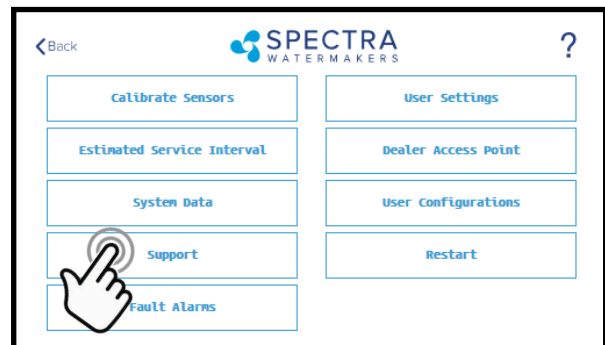 Back
SPECTRA
WATERMAKERS
?
Calibrate Sensors
User Settings
Estimated Service Interval
Dealer Access Point
System Data
User Configurations
Support
Restart
Fault Alarms